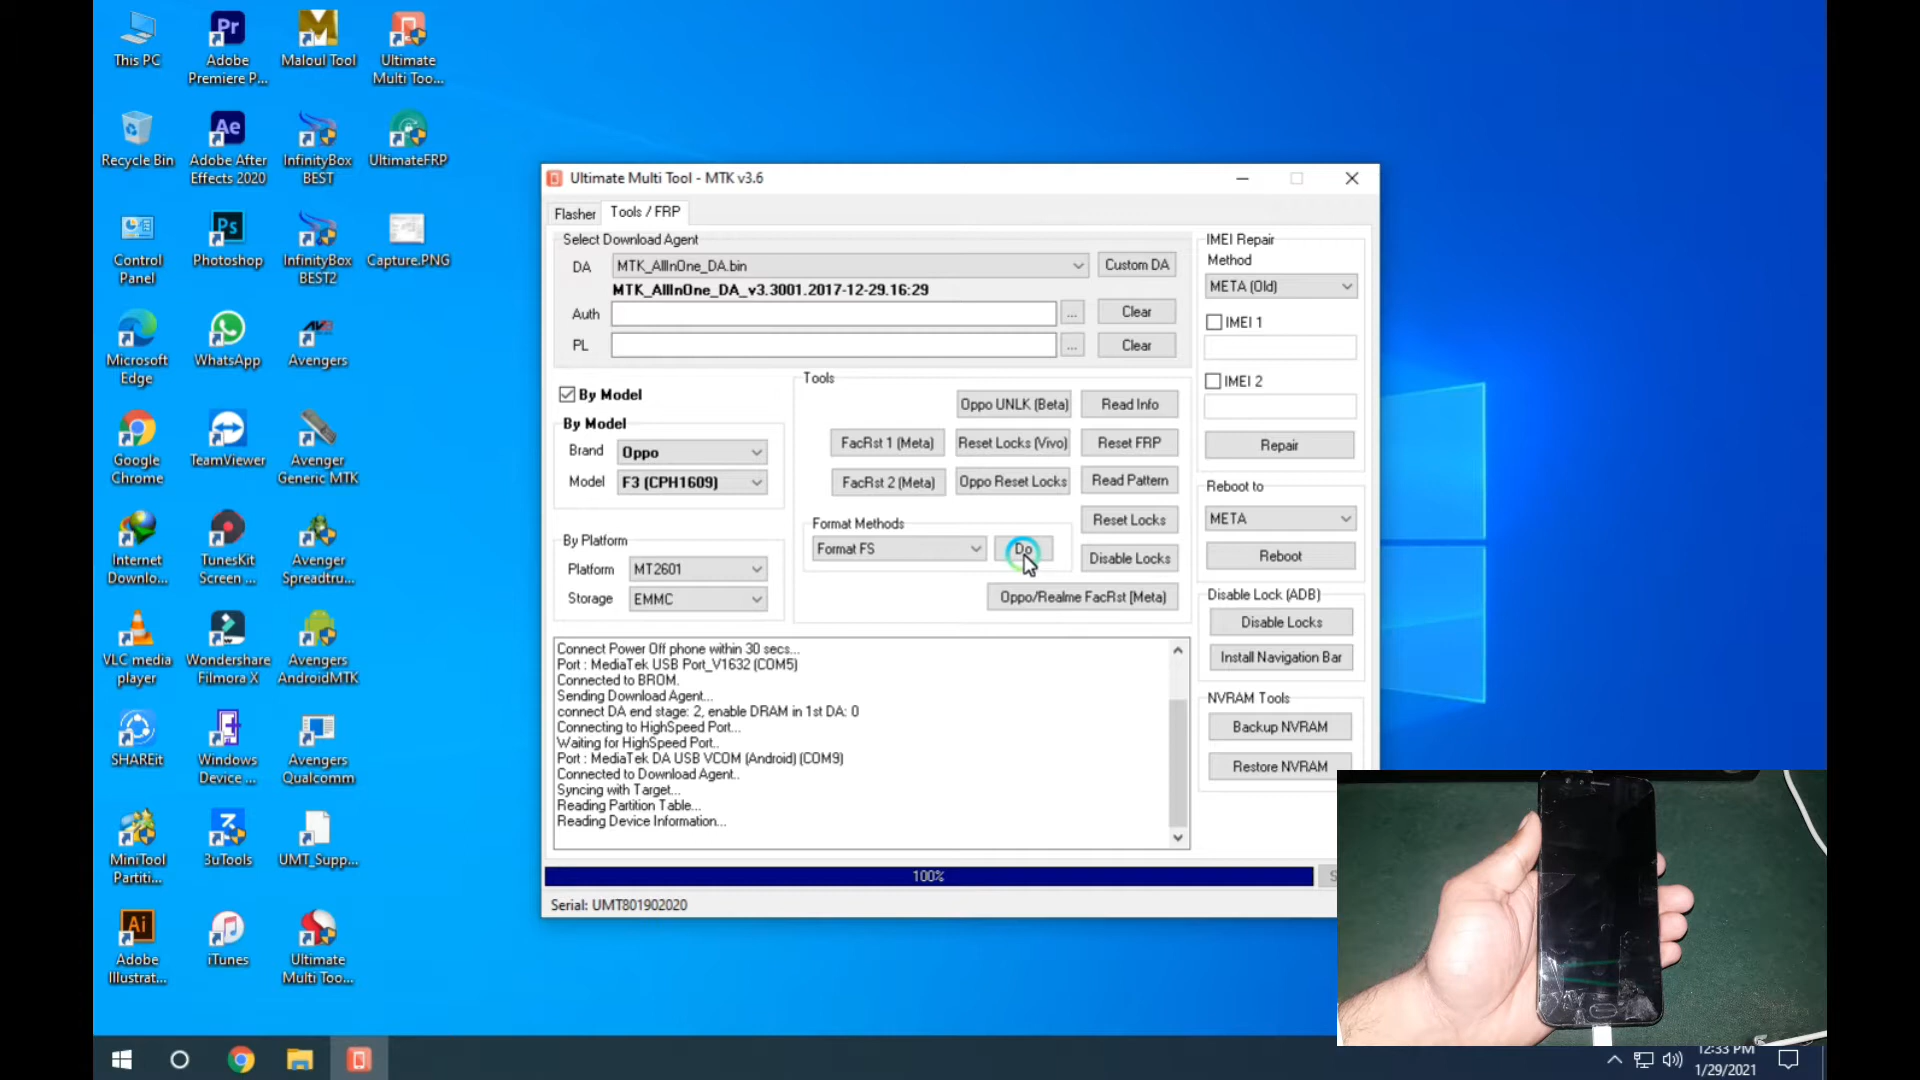 This PC
Adobe
Premiere P...
Maloul Tool
Ultimate
Multi Too...
Recycle Bin
Adobe After
Effects 2020
InfinityBox
BEST
UltimateFRP
Control
Panel
Photoshop
InfinityBox
BEST2
Capture.PNG
Microsoft
Edge
WhatsApp
Avengers
Google
Chrome
TeamViewer
Avenger
Generic MTK
Internet
Downlo...
TunesKit
Screen ...
Avenger
Spreadtru...
VLC media
player
Wondershare
Filmora X
Avengers
AndroidMTK
SHAREit
Windows
Device ...
Avengers
Qualcomm
MiniTool
Partiti...
3uTools
UMT_Supp...
Adobe
Illustrat...
iTunes
Ultimate
Multi Too...
Ultimate Multi Tool - MTK v3.6
Flasher
Tools / FRP
Select Download Agent
DA
MTK_AllInOne_DA.bin
Custom DA
MTK_AllInOne_DA_v3.3001.2017-12-29.16:29
Auth
...
Clear
PL
...
Clear
By Model
By Model
Brand
Oppo
Model
F3 (CPH1609)
By Platform
Platform
MT2601
Storage
EMMC
Tools
Oppo UNLK (Beta)
Read Info
FacRst 1 (Meta)
Reset Locks (Vivo)
Reset FRP
FacRst 2 (Meta)
Oppo Reset Locks
Read Pattern
Format Methods
Reset Locks
Format FS
Do
Disable Locks
Oppo/Realme FacRst (Meta)
IMEI Repair
Method
META (Old)
IMEI 1
IMEI 2
Repair
Reboot to
META
Reboot
Disable Lock (ADB)
Disable Locks
Install Navigation Bar
NVRAM Tools
Backup NVRAM
Restore NVRAM
Connect Power Off phone within 30 secs...
Port : MediaTek USB Port_V1632 (COM5)
Connected to BROM.
Sending Download Agent...
connect DA end stage: 2, enable DRAM in 1st DA: 0
Connecting to HighSpeed Port...
Waiting for HighSpeed Port..
Port : MediaTek DA USB VCOM (Android) (COM9)
Connected to Download Agent..
Syncing with Target...
Reading Partition Table...
Reading Device Information...
100%
S
Serial: UMT801902020
12:33 PM
1/29/2021
Pr
Ae
Ps
Ai